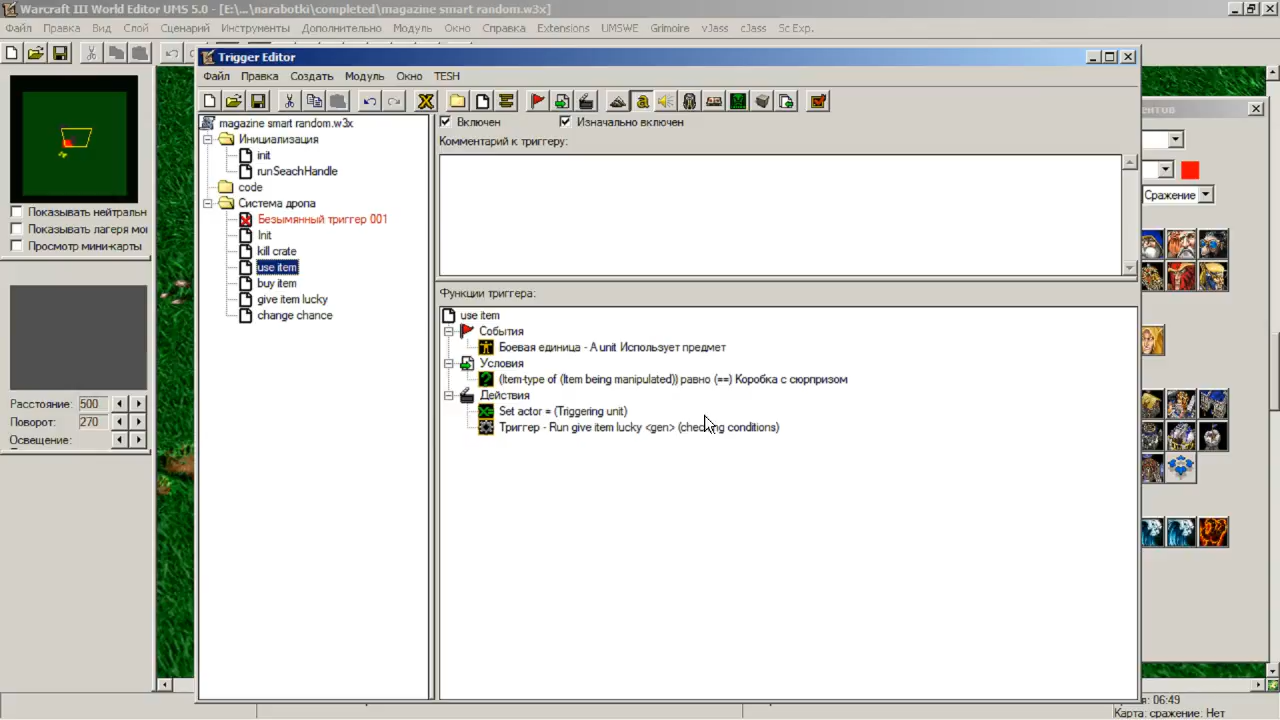 Warcraft III World Editor UMS 5.0 - [E:\...\narabotki\completed\magazine smart random.w3x]
Файл Правка Вид Слой Сценарий Инструменты Дополнительно Модуль Окно Справка Extensions UMSWE Grimoire vJass cJass Sc Exp.
Trigger Editor
Файл Правка Создать Модуль Окно TESH
magazine smart random.w3x
Инициализация
init
runSeachHandle
code
Система дропа
Безымянный триггер 001
Init
kill crate
use item
buy item
give item lucky
change chance
Включен Изначально включен
Комментарий к триггеру:
Функции триггера:
use item
События
Боевая единица - A unit Использует предмет
Условия
(Item-type of (Item being manipulated)) равно (==) Коробка с сюрпризом
Действия
Set actor = (Triggering unit)
Триггер - Run give item lucky <gen> (checking conditions)
Показывать нейтральн
Показывать лагеря мо
Просмотр мини-карты
Расстояние: 500
Поворот: 270
Освещение:
Сражение
06:49
Карта: сражение: Нет